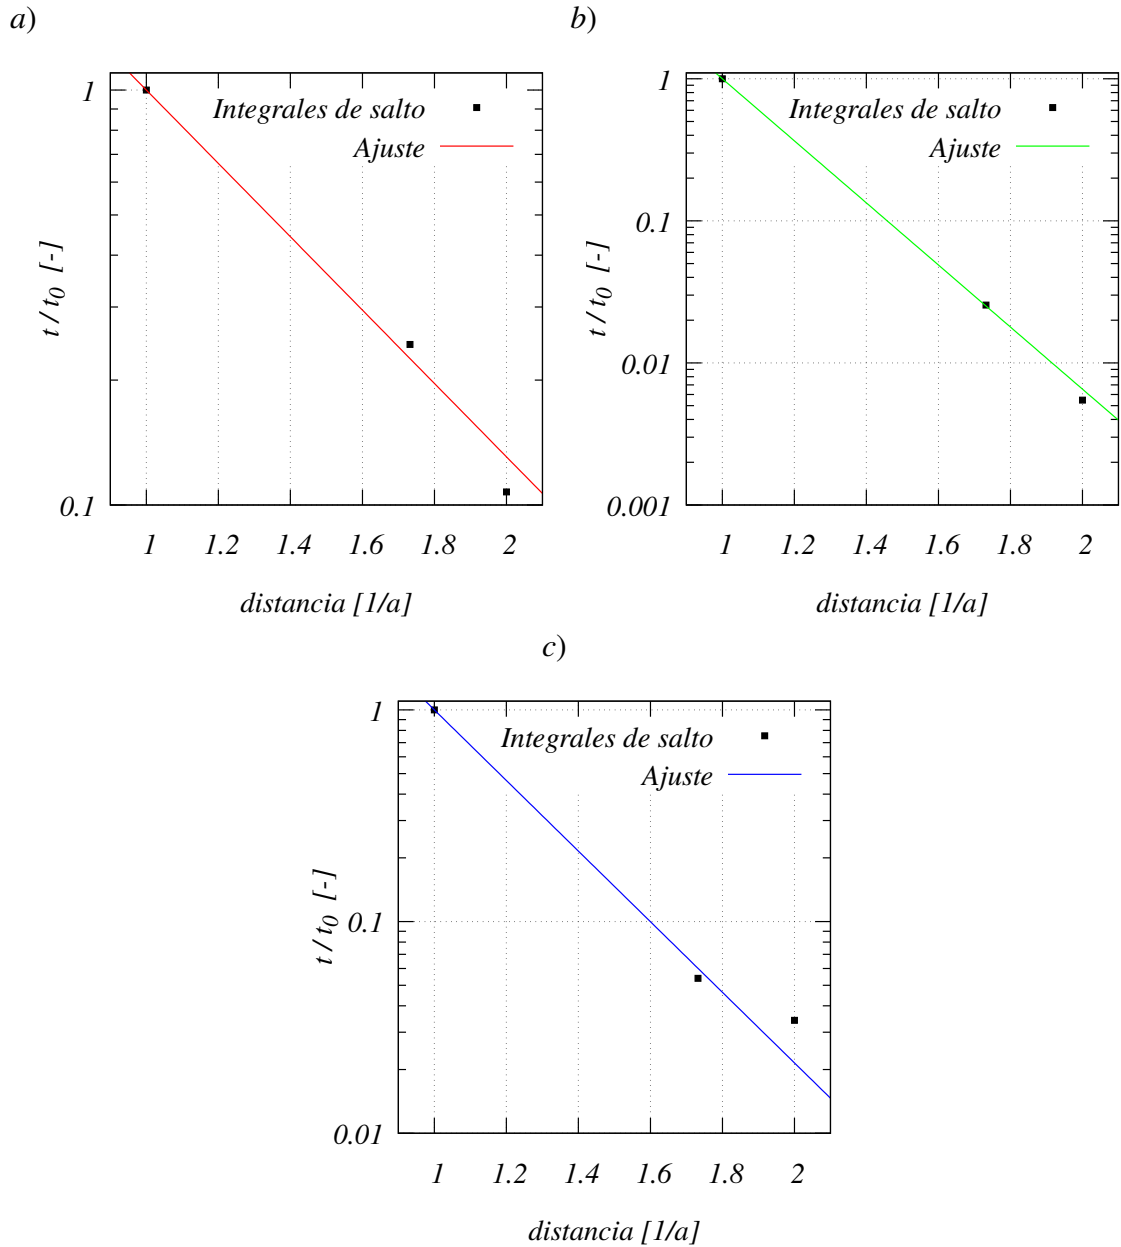 a)
1
0.1
t / t0 [-]
Integrales de salto
Ajuste
1 1.2 1.4 1.6 1.8 2
distancia [1/a]
b)
1
0.1
0.01
0.001
t / t0 [-]
Integrales de salto
Ajuste
1 1.2 1.4 1.6 1.8 2
distancia [1/a]
c)
1
0.1
0.01
t / t0 [-]
Integrales de salto
Ajuste
1 1.2 1.4 1.6 1.8 2
distancia [1/a]